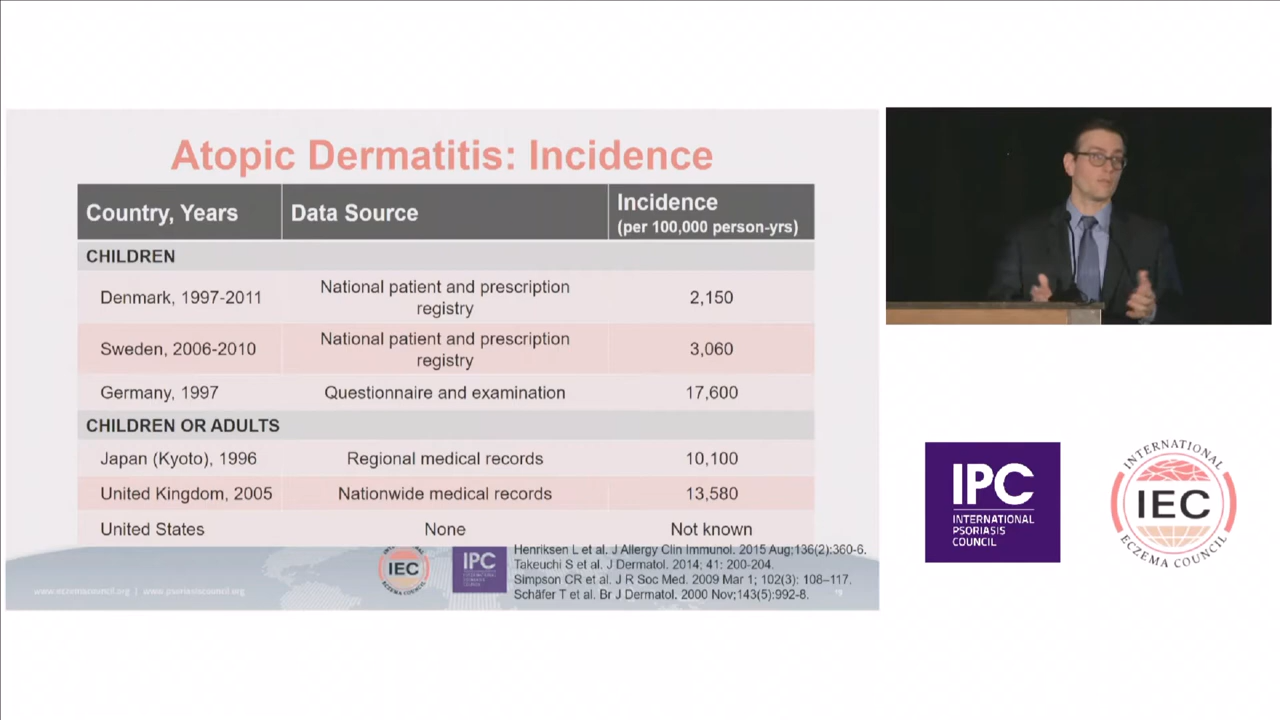 Atopic Dermatitis: Incidence
Country, Years
Data Source
Incidence
(per 100,000 person-yrs)
CHILDREN
Denmark, 1997-2011
National patient and prescription
registry
2,150
Sweden, 2006-2010
National patient and prescription
registry
3,060
Germany, 1997
Questionnaire and examination
17,600
CHILDREN OR ADULTS
Japan (Kyoto), 1996
Regional medical records
10,100
United Kingdom, 2005
Nationwide medical records
13,580
United States
None
Not known
IEC
IPC
Henriksen L et al. J Allergy Clin Immunol. 2015 Aug;136(2):360-6.
Takeuchi S et al. J Dermatol. 2014; 41: 200-204.
Simpson CR et al. J R Soc Med. 2009 Mar 1; 102(3): 108–117.
Schäfer T et al. Br J Dermatol. 2000 Nov;143(5):992-8.
www.eczemacouncil.org | www.psoriasiscouncil.org
IPC
INTERNATIONAL
PSORIASIS
COUNCIL
INTERNATIONAL
IEC
ECZEMA COUNCIL